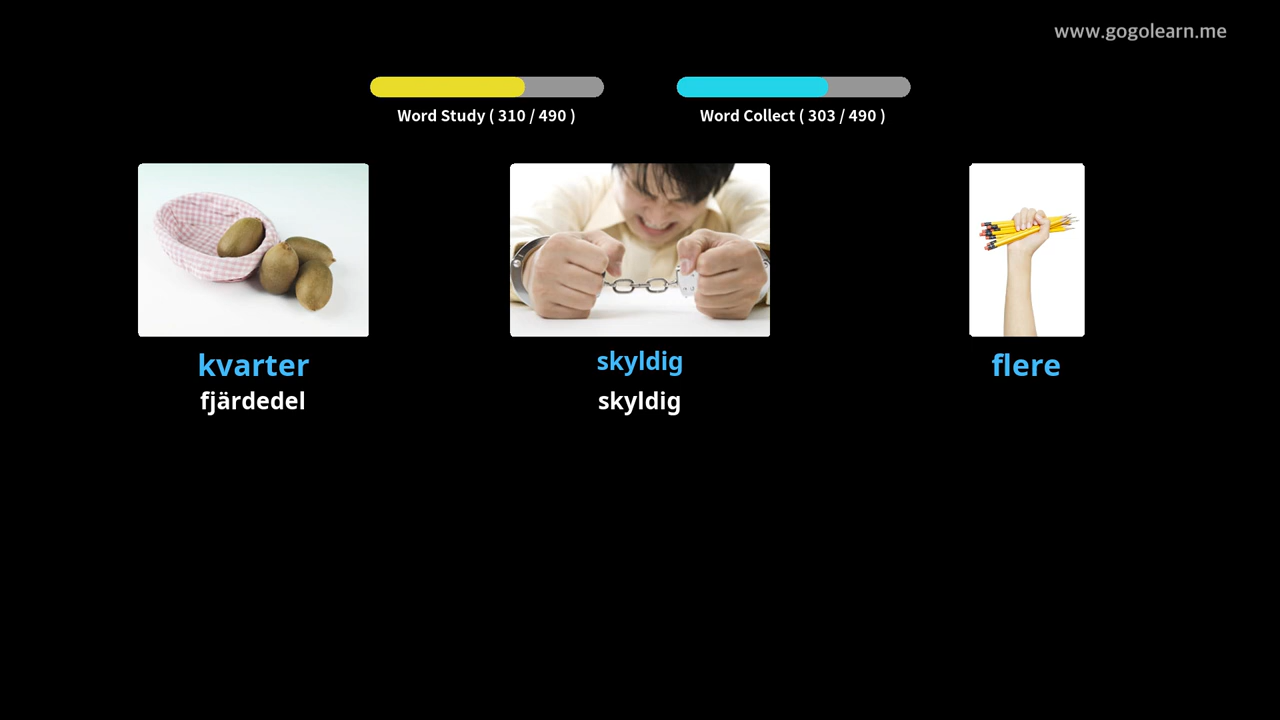 www.gogolearn.me
Word Study ( 310 / 490 )
Word Collect ( 303 / 490 )
kvarter
skyldig
flere
fjärdedel
skyldig